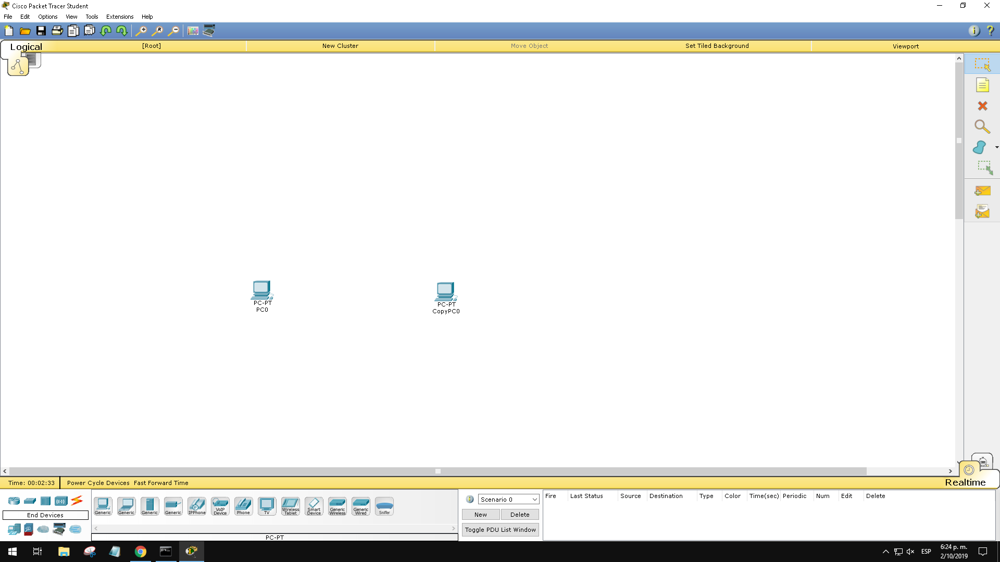 Cisco Packet Tracer Student
File Edit Options View Tools Extensions Help
Logical [Root] New Cluster Move Object Set Tiled Background Viewport
PC-PT
PC0
PC-PT
CopyPC0
Time: 00:02:33 Power Cycle Devices Fast Forward Time Realtime
Fire Last Status Source Destination Type Color Time(sec) Periodic Num Edit Delete
Scenario 0
End Devices
Generic Generic Generic Generic IPPhone VoIP Device Phone TV Wireless Tablet Smart Device Generic Wireless Generic Wired Sniffer
New Delete
Toggle PDU List Window
PC-PT
ESP
6:24 p. m.
2/10/2019